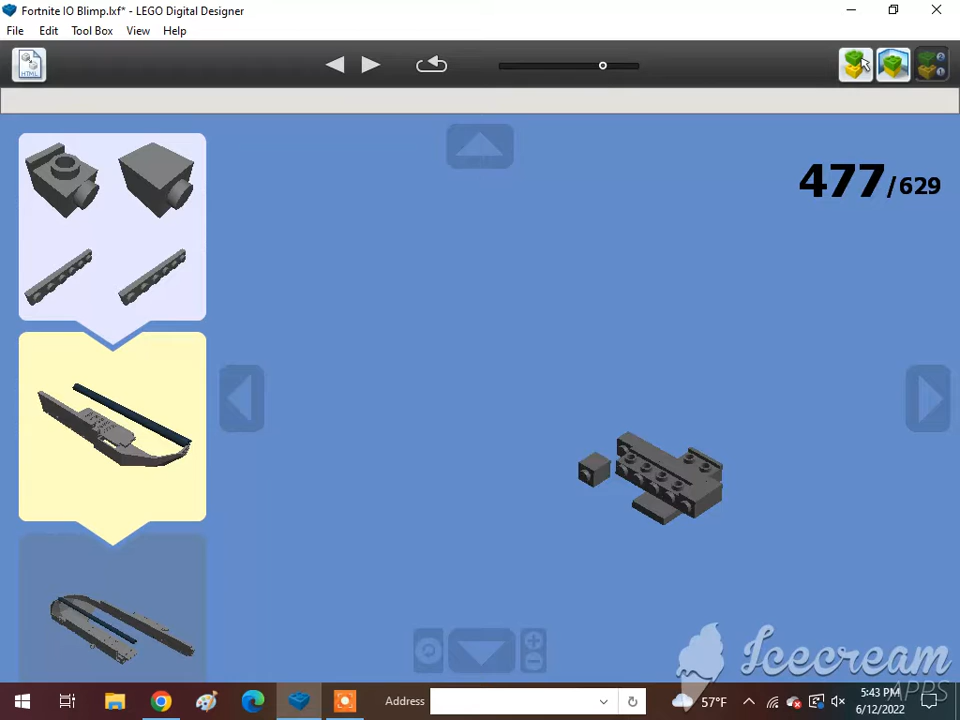 Fortnite IO Blimp.lxf* - LEGO Digital Designer
File Edit Tool Box View Help
HTML
477/629
Icecream
APPS
Address
57°F
5:43 PM
6/12/2022